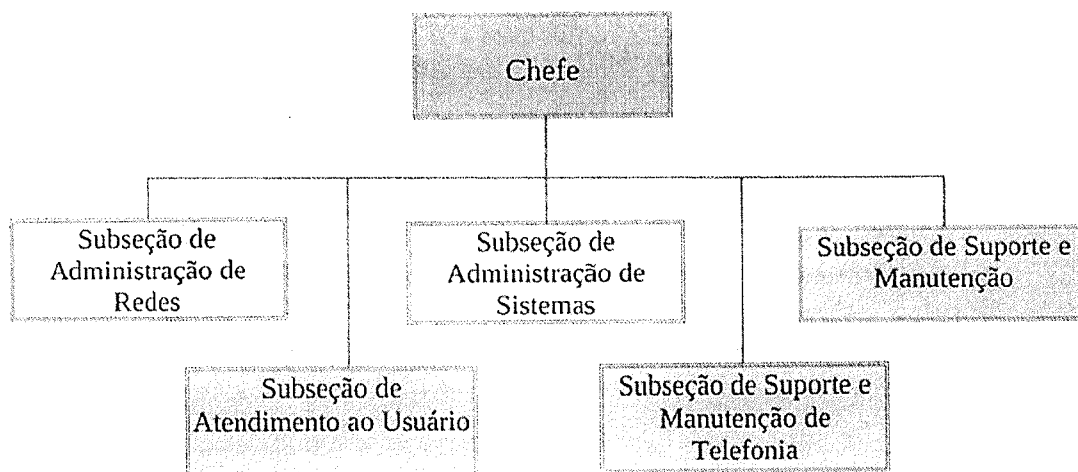 Chefe
Subseção de
Administração de
Redes
Subseção de
Administração de
Sistemas
Subseção de Suporte e
Manutenção
Subseção de
Atendimento ao Usuário
Subseção de Suporte e
Manutenção de
Telefonia